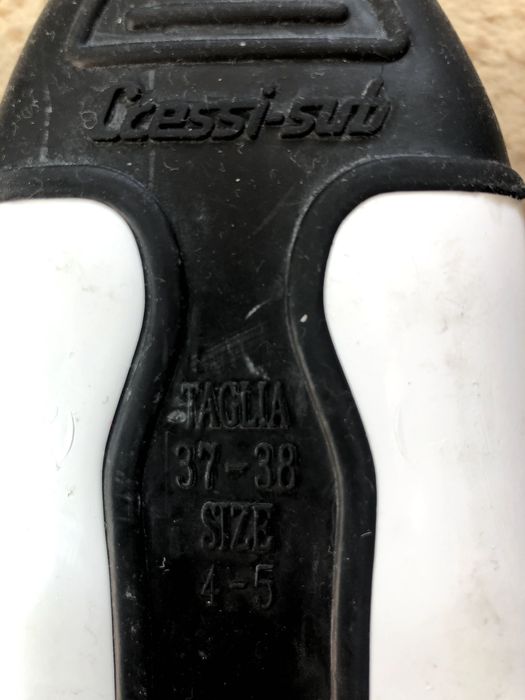 Cressi-sub
TAGLIA
37-38
SIZE
4-5